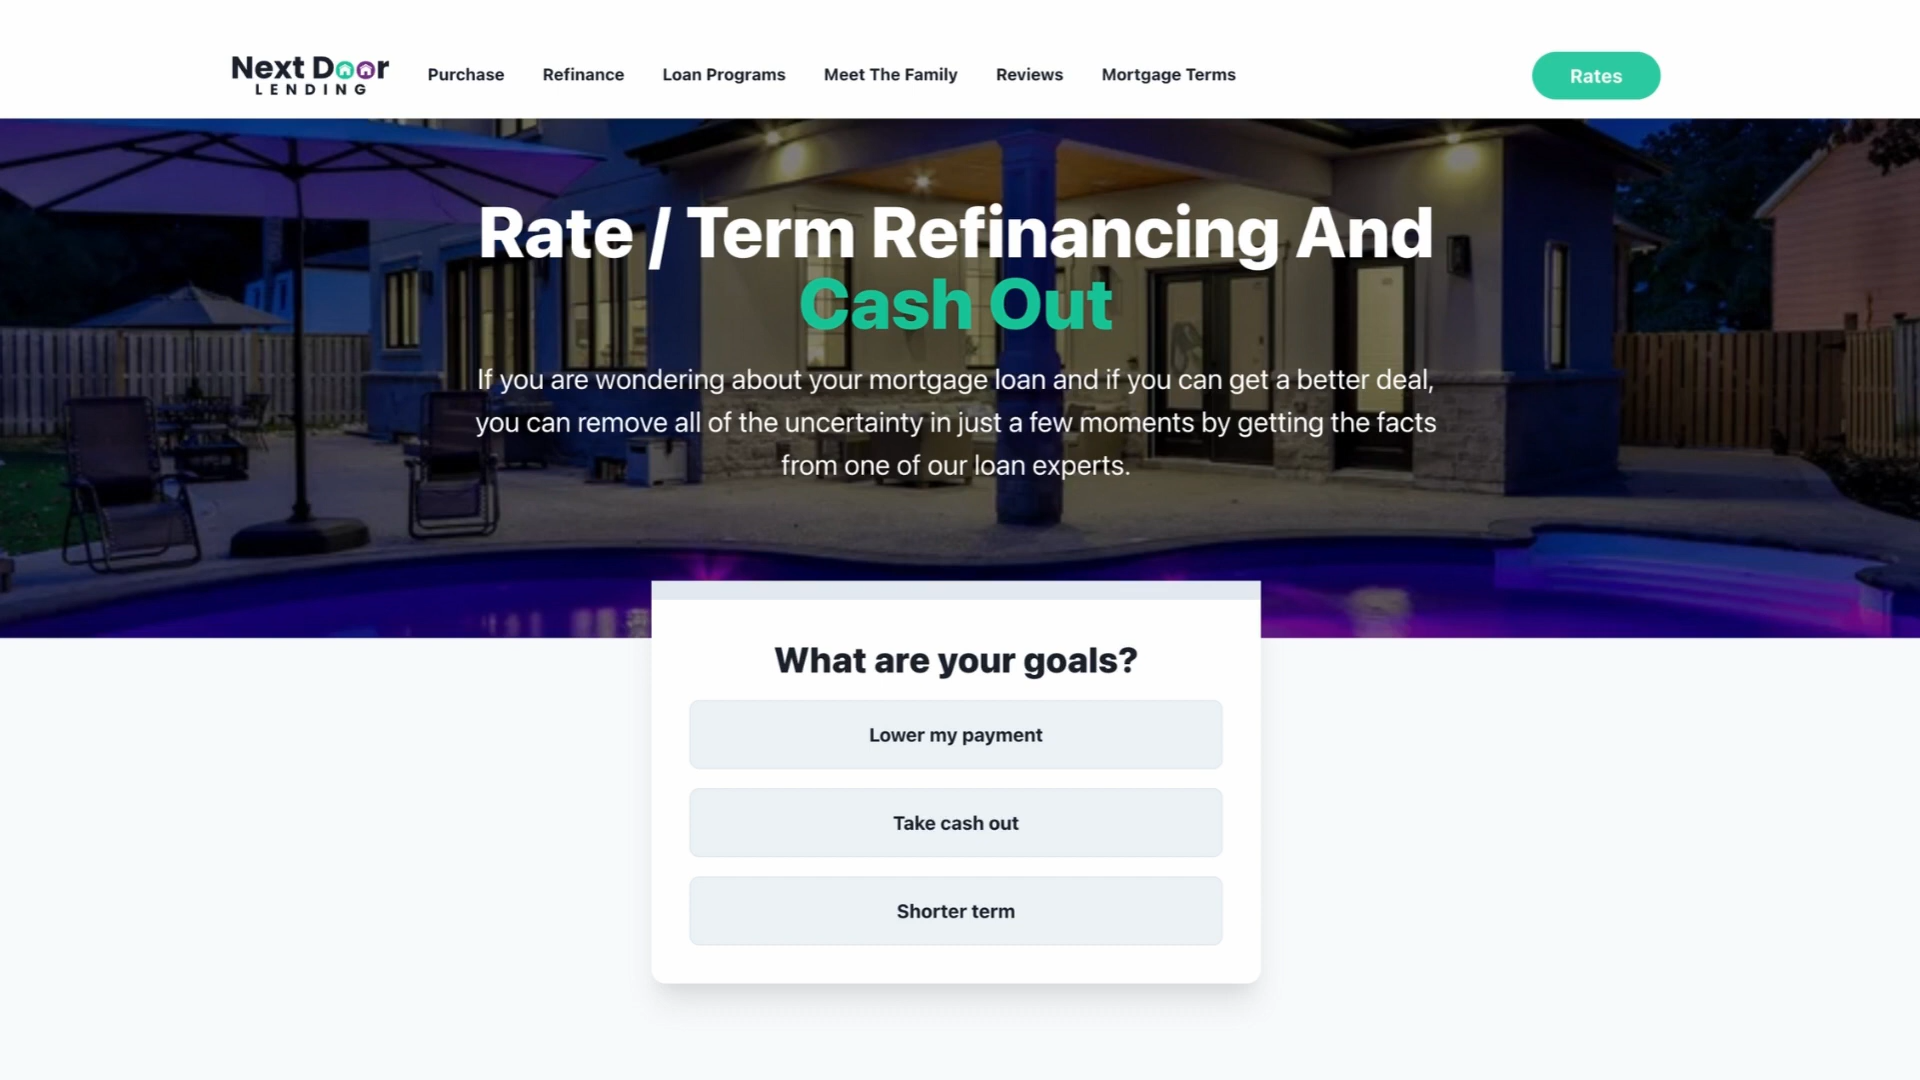 Next Door
LENDING
Purchase
Refinance
Loan Programs
Meet The Family
Reviews
Mortgage Terms
Rates
Rate / Term Refinancing And
Cash Out
If you are wondering about your mortgage loan and if you can get a better deal,
you can remove all of the uncertainty in just a few moments by getting the facts
from one of our loan experts.
What are your goals?
Lower my payment
Take cash out
Shorter term